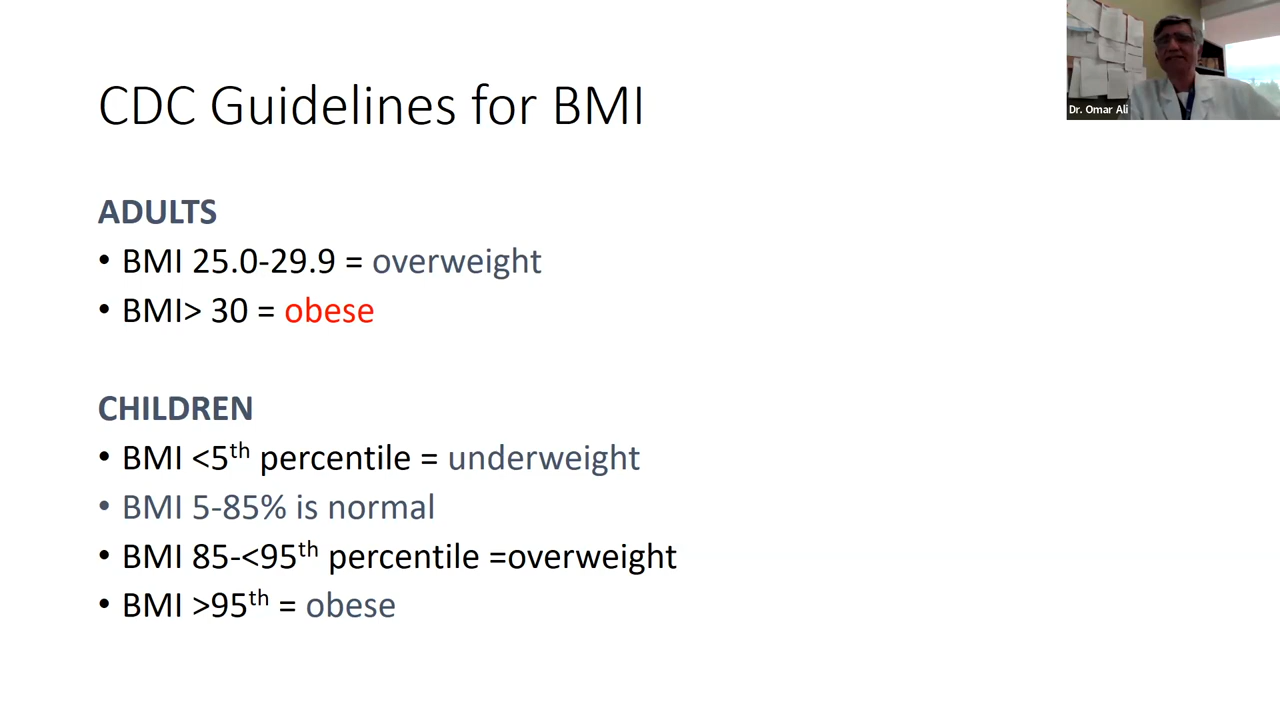 CDC Guidelines for BMI
Dr. Omar Ali
ADULTS
• BMI 25.0-29.9 = overweight
• BMI> 30 = obese
CHILDREN
• BMI <5th percentile = underweight
• BMI 5-85% is normal
• BMI 85-<95th percentile =overweight
• BMI >95th = obese